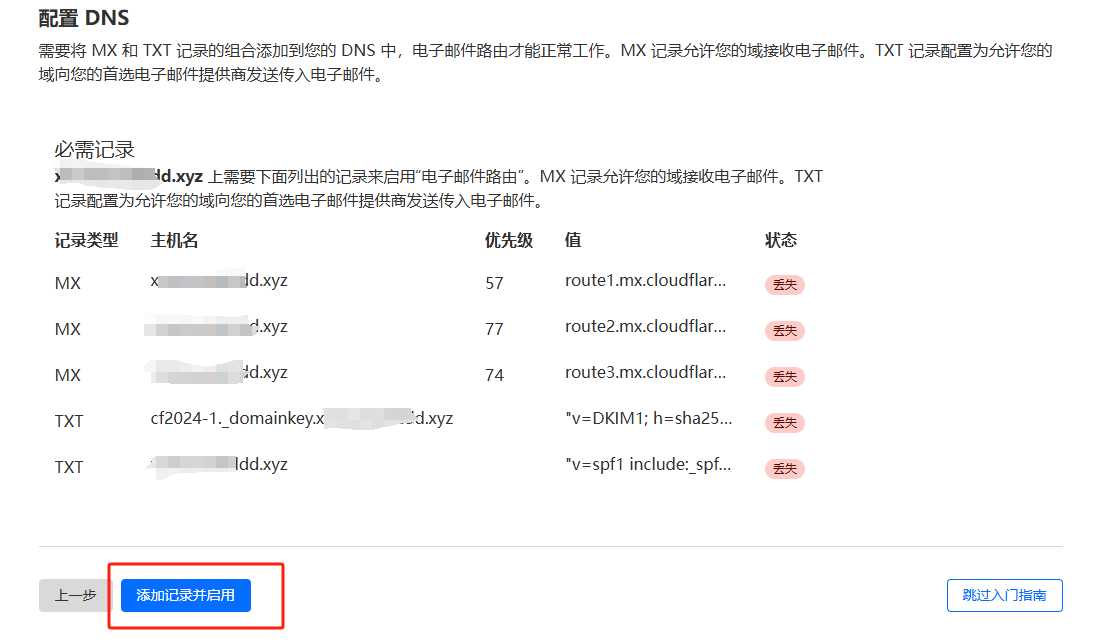 配置 DNS
需要将 MX 和 TXT 记录的组合添加到您的 DNS 中，电子邮件路由才能正常工作。MX 记录允许您的域接收电子邮件。TXT 记录配置为允许您的
域向您的首选电子邮件提供商发送传入电子邮件。
必需记录
x dd.xyz 上需要下面列出的记录来启用“电子邮件路由”。MX 记录允许您的域接收电子邮件。TXT
记录配置为允许您的域向您的首选电子邮件提供商发送传入电子邮件。
记录类型 主机名 优先级 值 状态
MX x dd.xyz 57 route1.mx.cloudflar... 丢失
MX d.xyz 77 route2.mx.cloudflar... 丢失
MX dd.xyz 74 route3.mx.cloudflar... 丢失
TXT cf2024-1._domainkey.x d.xyz "v=DKIM1; h=sha25... 丢失
TXT ldd.xyz "v=spf1 include:_spf... 丢失
上一步 添加记录并启用 跳过入门指南